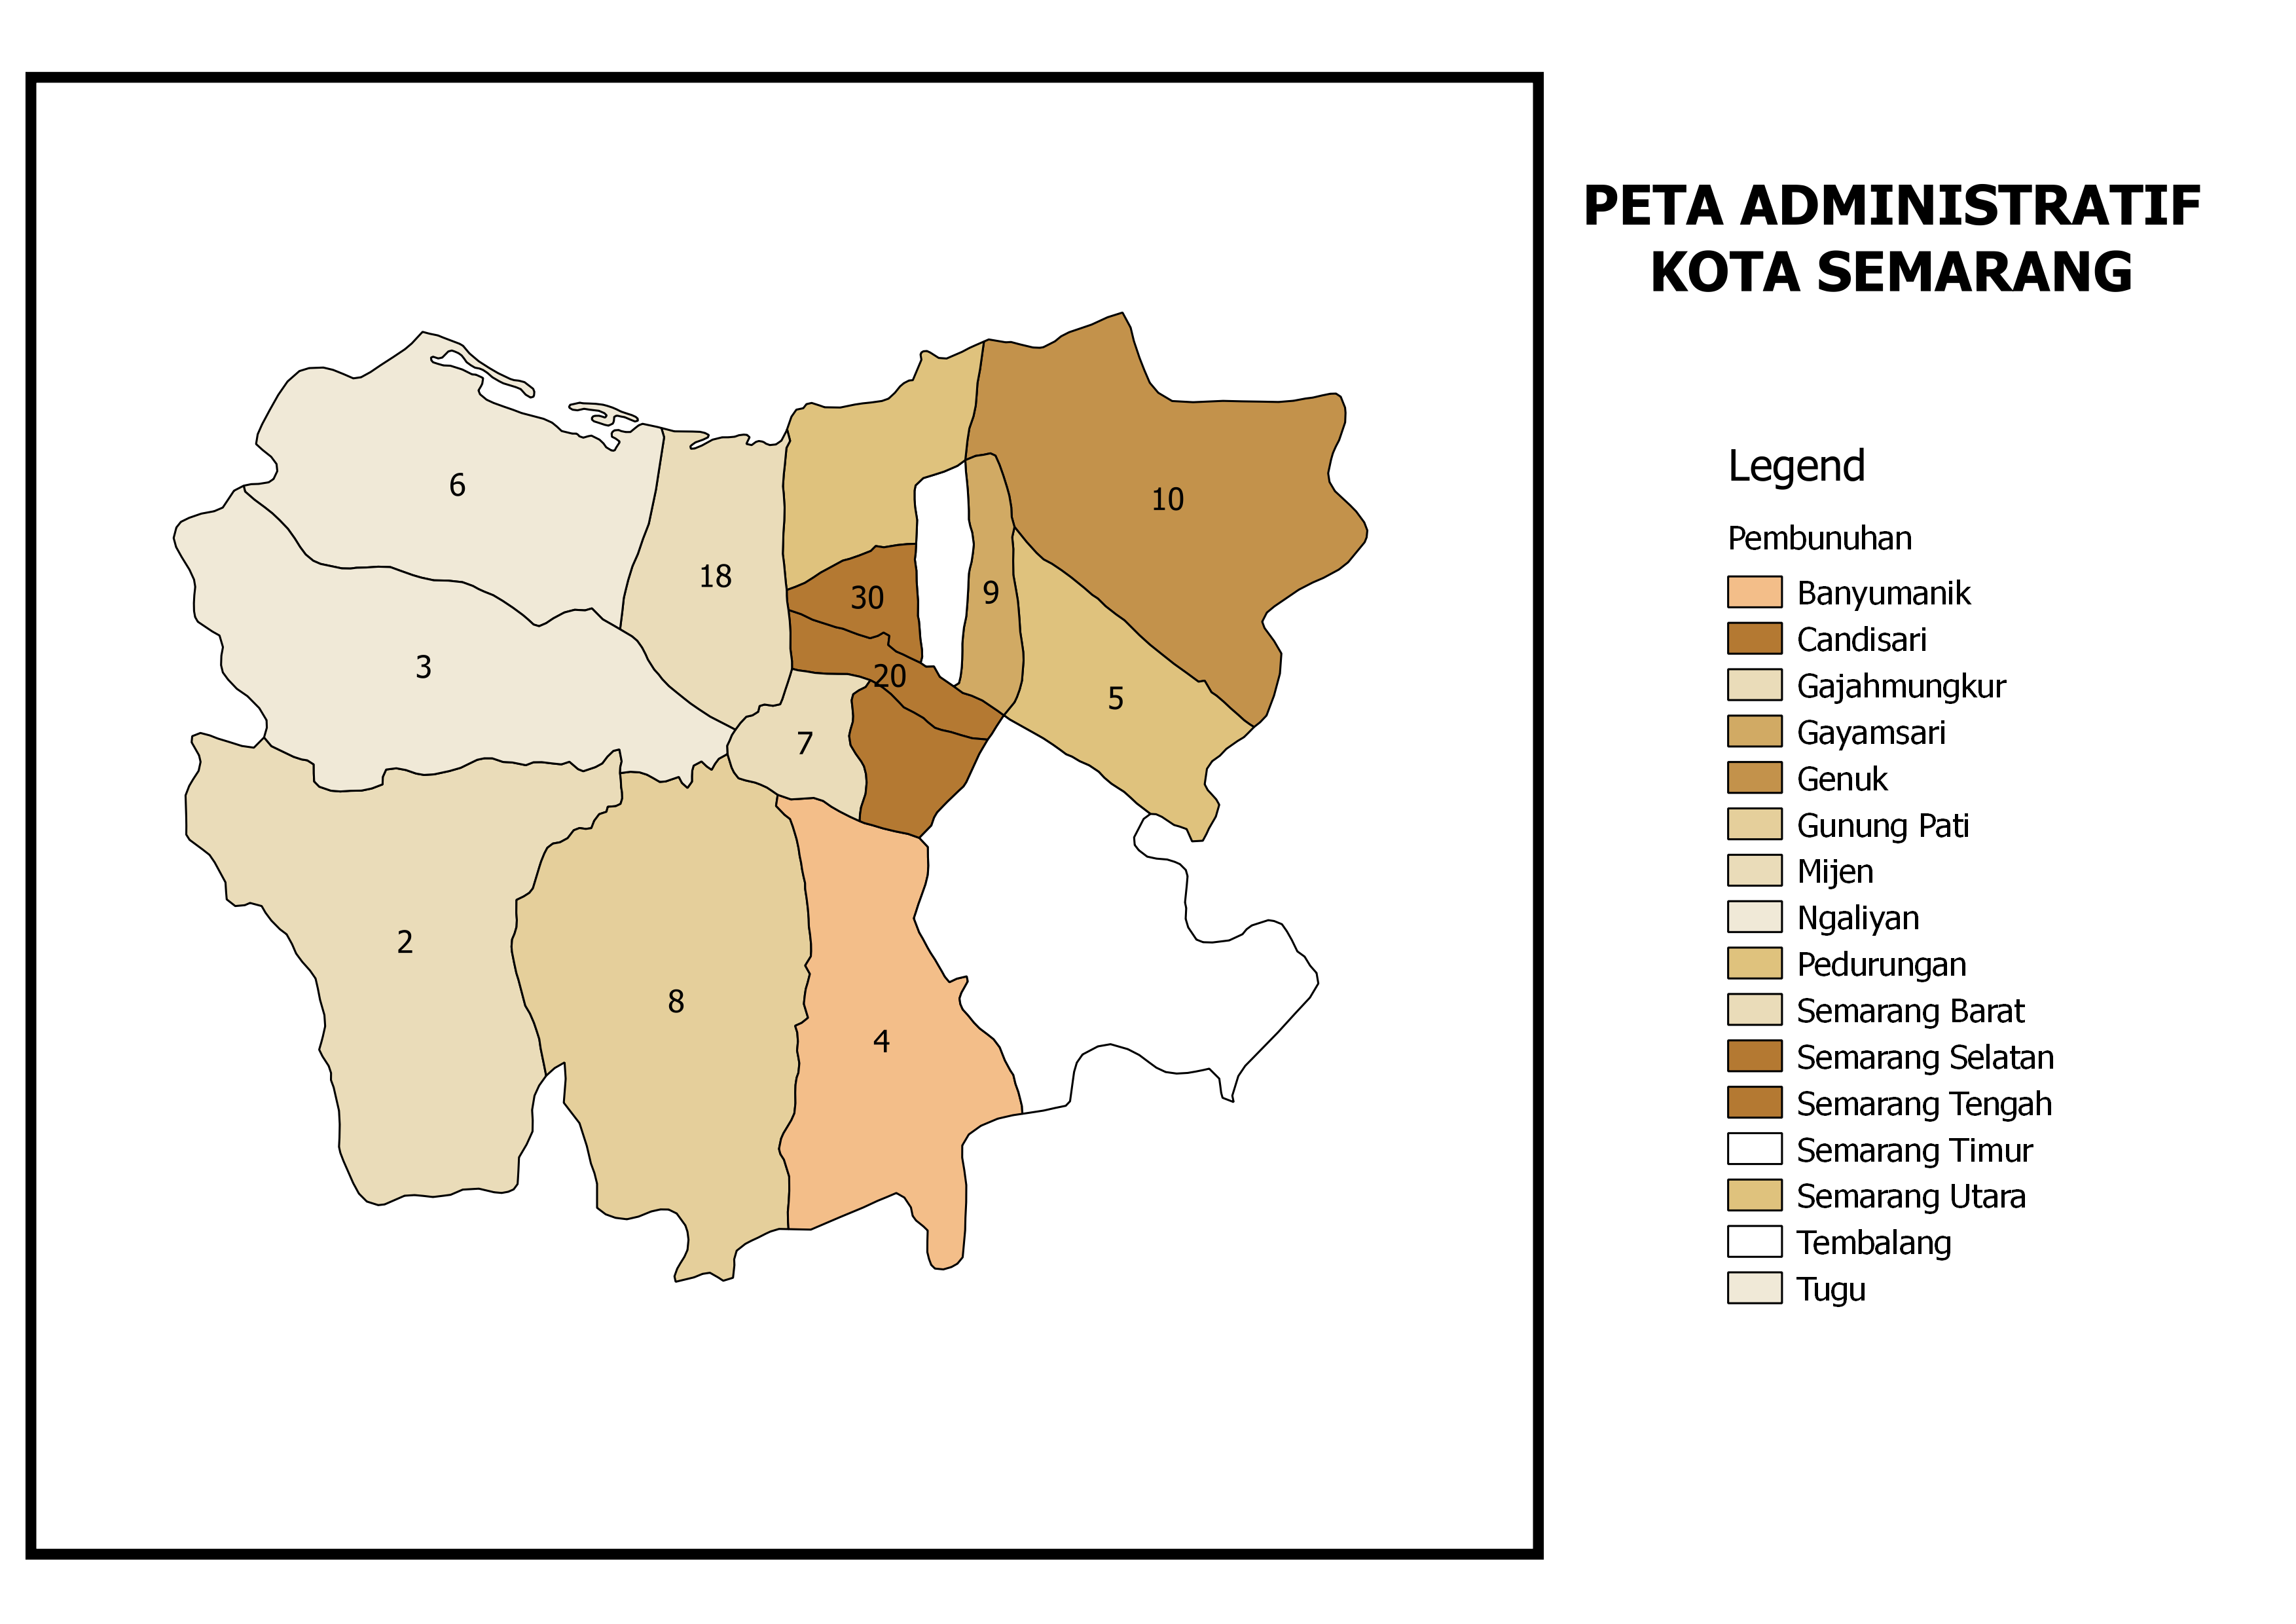 PETA ADMINISTRATIF
KOTA SEMARANG
Legend
Pembunuhan
Banyumanik
Candisari
Gajahmungkur
Gayamsari
Genuk
Gunung Pati
Mijen
Ngaliyan
Pedurungan
Semarang Barat
Semarang Selatan
Semarang Tengah
Semarang Timur
Semarang Utara
Tembalang
Tugu
6
10
18
30
9
3
20
5
7
2
8
4